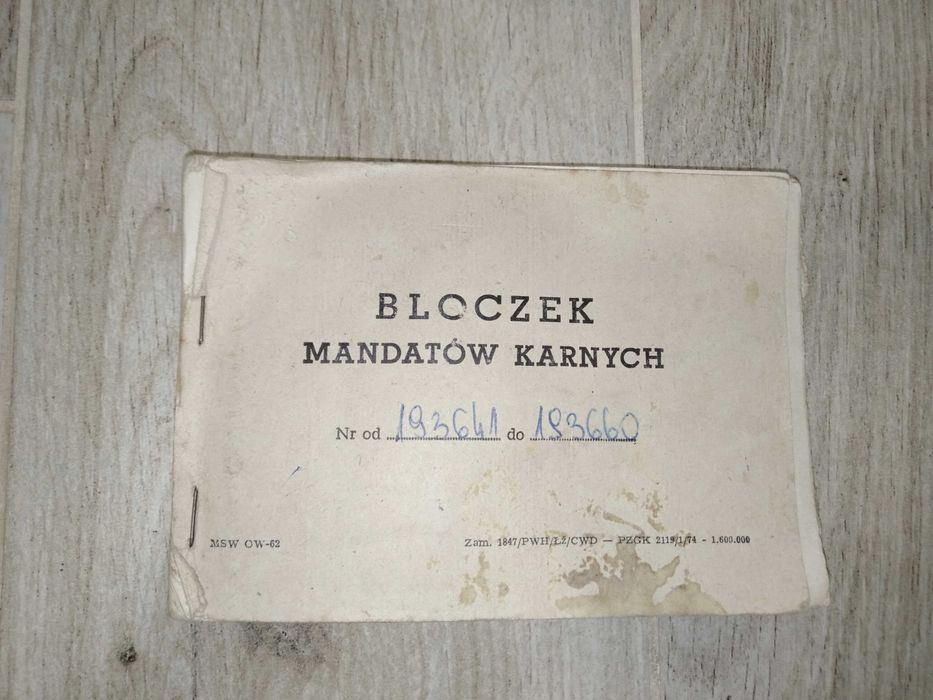 BLOCZEK
MANDATÓW KARNYCH
Nr od 193641 do 193660
MSW OW-62
Zam. 1847/PWH/ŁŻ/CWD — PZGK 2119/1/74 - 1.600.000